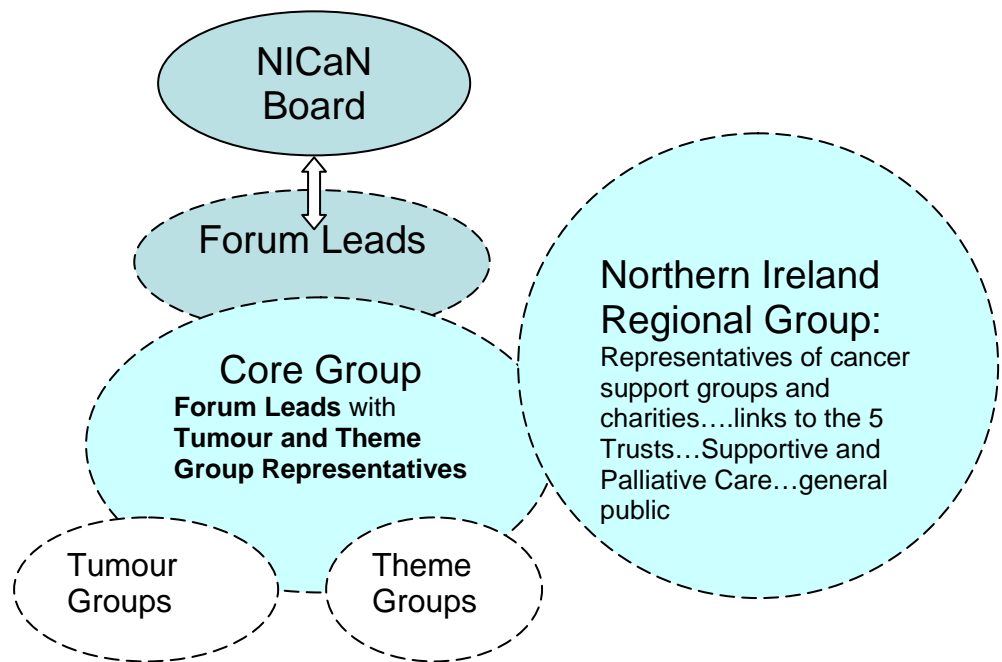 NICaN
Board
Forum Leads
Core Group
Forum Leads with
Tumour and Theme
Group Representatives
Tumour
Groups
Theme
Groups
Northern Ireland
Regional Group:
Representatives of cancer
support groups and
charities….links to the 5
Trusts…Supportive and
Palliative Care…general
public